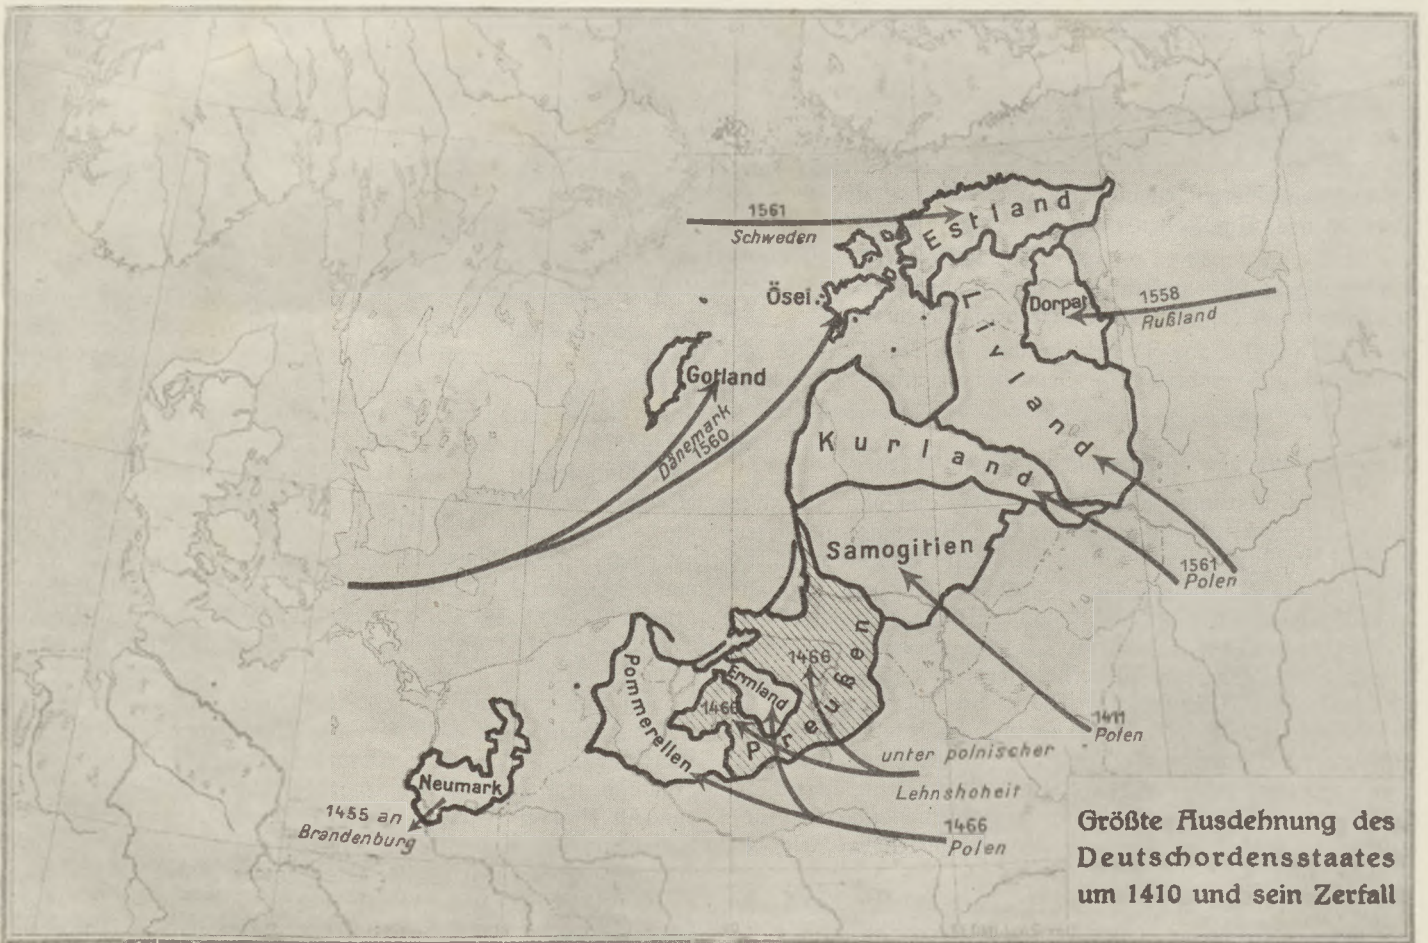 1561
Schweden
Estland
Ösel
Dorpat
1558
Rußland
Livland
Gotland
Dänemark
1560
Kurland
Samogitien
1561
Polen
1411
Polen
Preußen
1466
Ermland
1466
Pommerellen
unter polnischer
Lehnshoheit
1466
Polen
Neumark
1455 an
Brandenburg
Größte Ausdehnung des
Deutschordensstaates
um 1410 und sein Zerfall